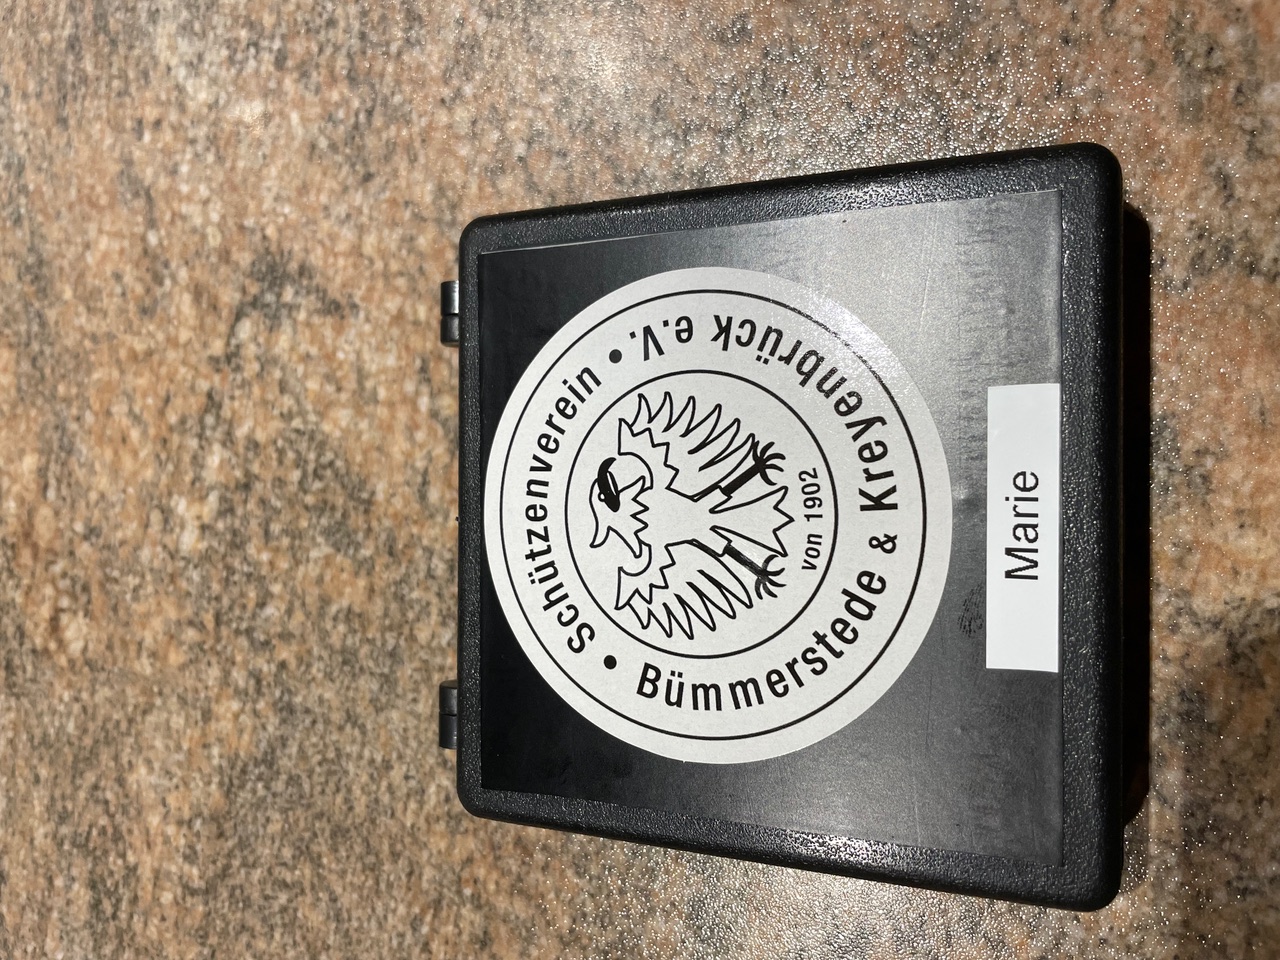 Schützenverein
• Bümmerstede & Kreyenbrück e.V. •
von 1902
Marie